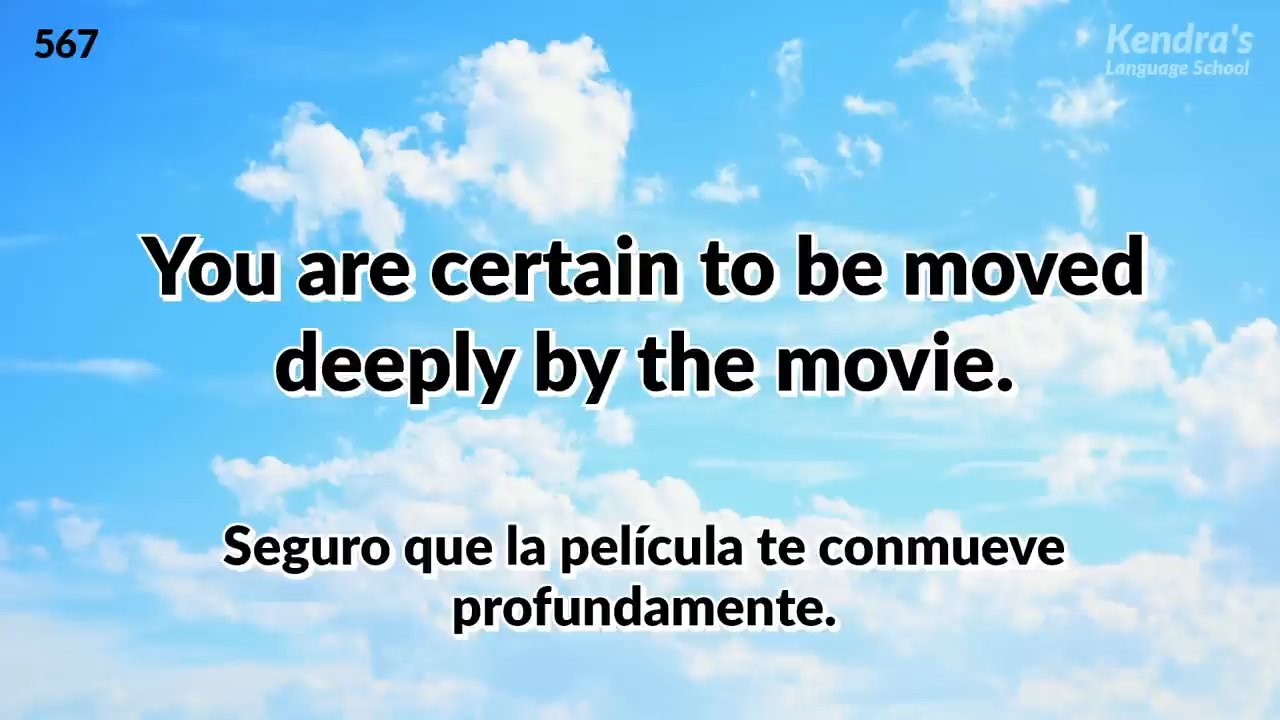 567
Kendra's
Language School
You are certain to be moved
deeply by the movie.
Seguro que la película te conmueve
profundamente.